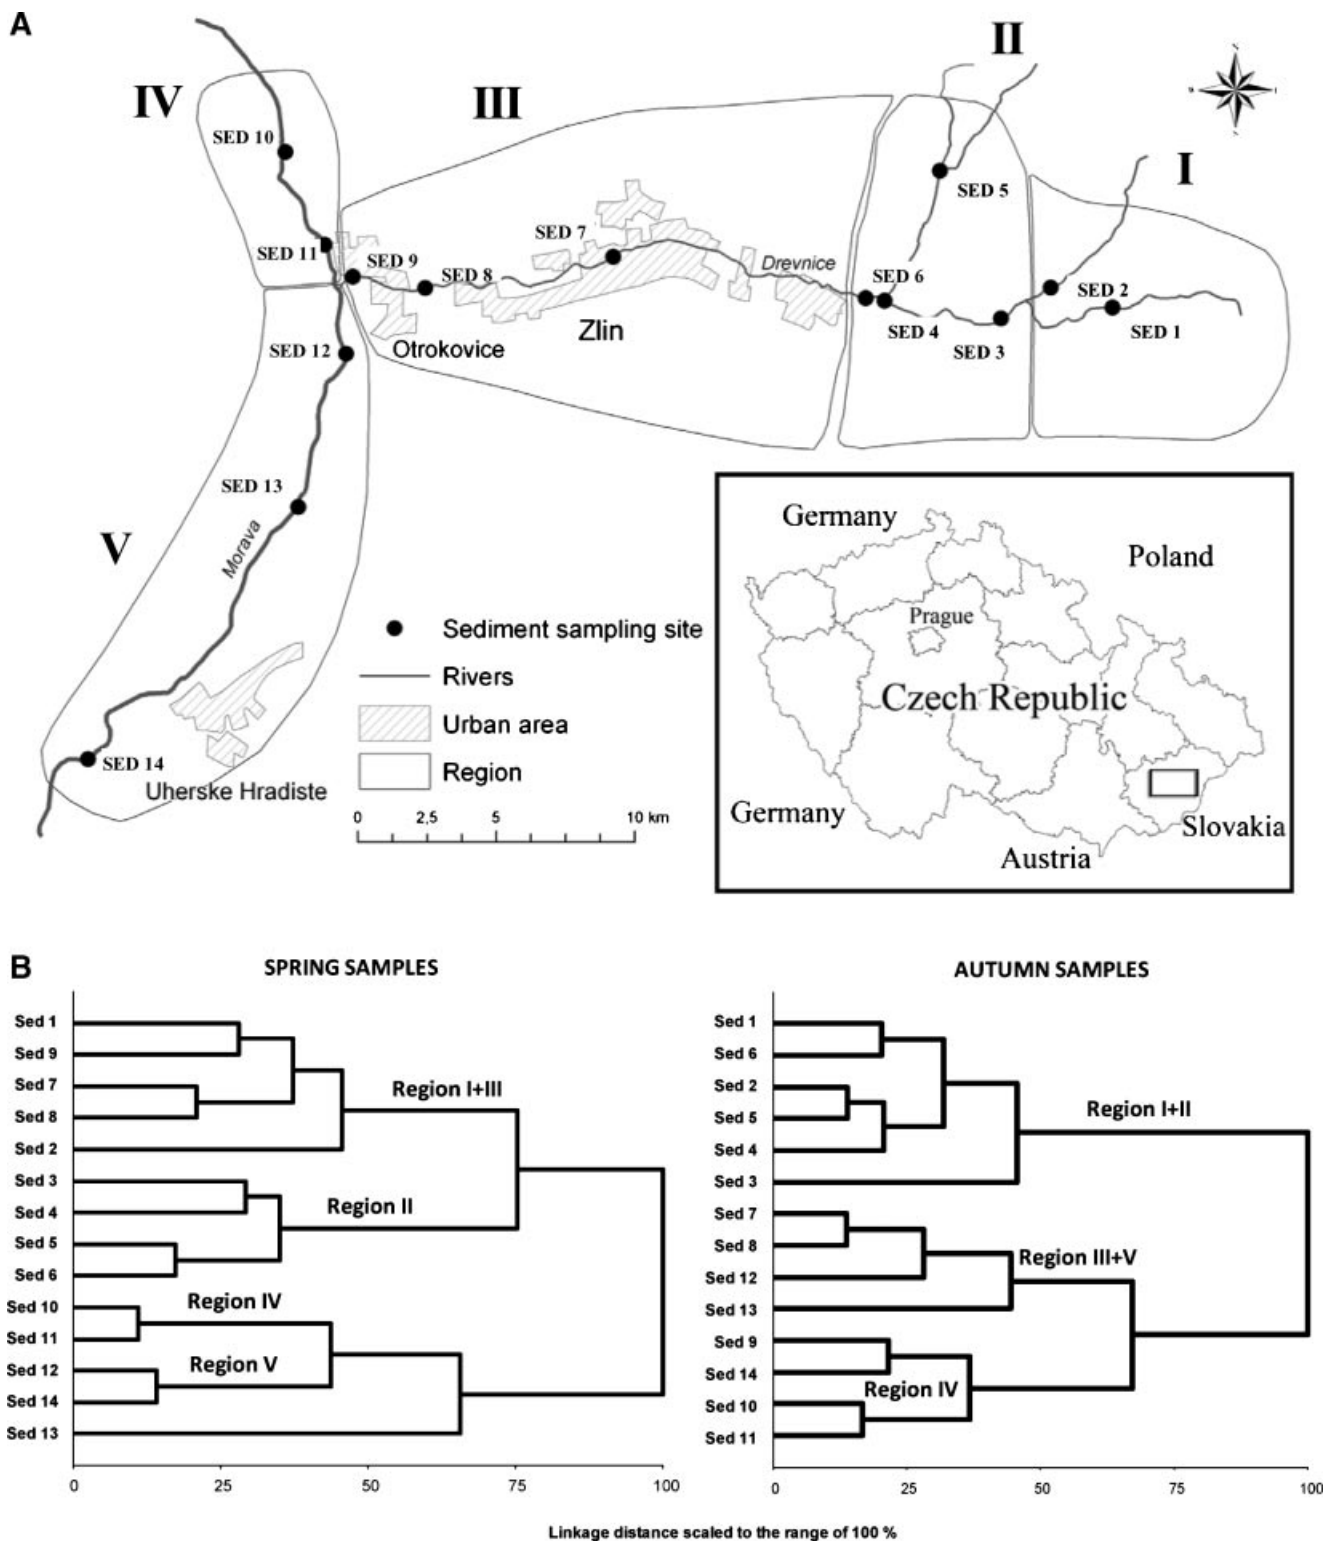 A
II
IV
III
I
SED 10
SED 5
SED 7
SED 11
SED 9
SED 8
Drevnice
SED 6
SED 2
SED 4
SED 1
SED 3
Zlin
Otrokovice
SED 12
SED 13
V
Morava
SED 14
Uherske Hradiste
Sediment sampling site
Rivers
Urban area
Region
0 2,5 5 10 km
Germany
Poland
Prague
Czech Republic
Germany
Slovakia
Austria
B
SPRING SAMPLES
Sed 1
Sed 9
Sed 7
Sed 8
Sed 2
Sed 3
Sed 4
Sed 5
Sed 6
Sed 10
Sed 11
Sed 12
Sed 14
Sed 13
Region I+III
Region II
Region IV
Region V
0 25 50 75 100
AUTUMN SAMPLES
Sed 1
Sed 6
Sed 2
Sed 5
Sed 4
Sed 3
Sed 7
Sed 8
Sed 12
Sed 13
Sed 9
Sed 14
Sed 10
Sed 11
Region I+II
Region III+V
Region IV
0 25 50 75 100
Linkage distance scaled to the range of 100 %